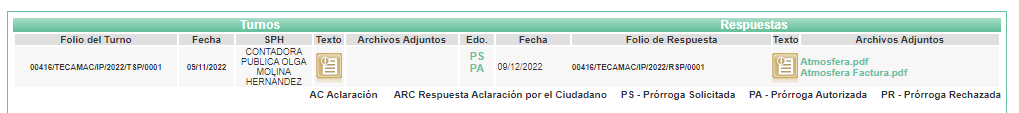 Turnos Respuestas
Folio del Turno Fecha SPH Texto Archivos Adjuntos Edo. Fecha Folio de Respuesta Texto Archivos Adjuntos
00416/TECAMAC/IP/2022/TSP/0001 09/11/2022 CONTADORA PUBLICA OLGA MOLINA HERNÁNDEZ PS PA 09/12/2022 00416/TECAMAC/IP/2022/RSP/0001 Atmosfera.pdf Atmosfera Factura.pdf
AC Aclaración ARC Respuesta Aclaración por el Ciudadano PS - Prórroga Solicitada PA - Prórroga Autorizada PR - Prórroga Rechazada